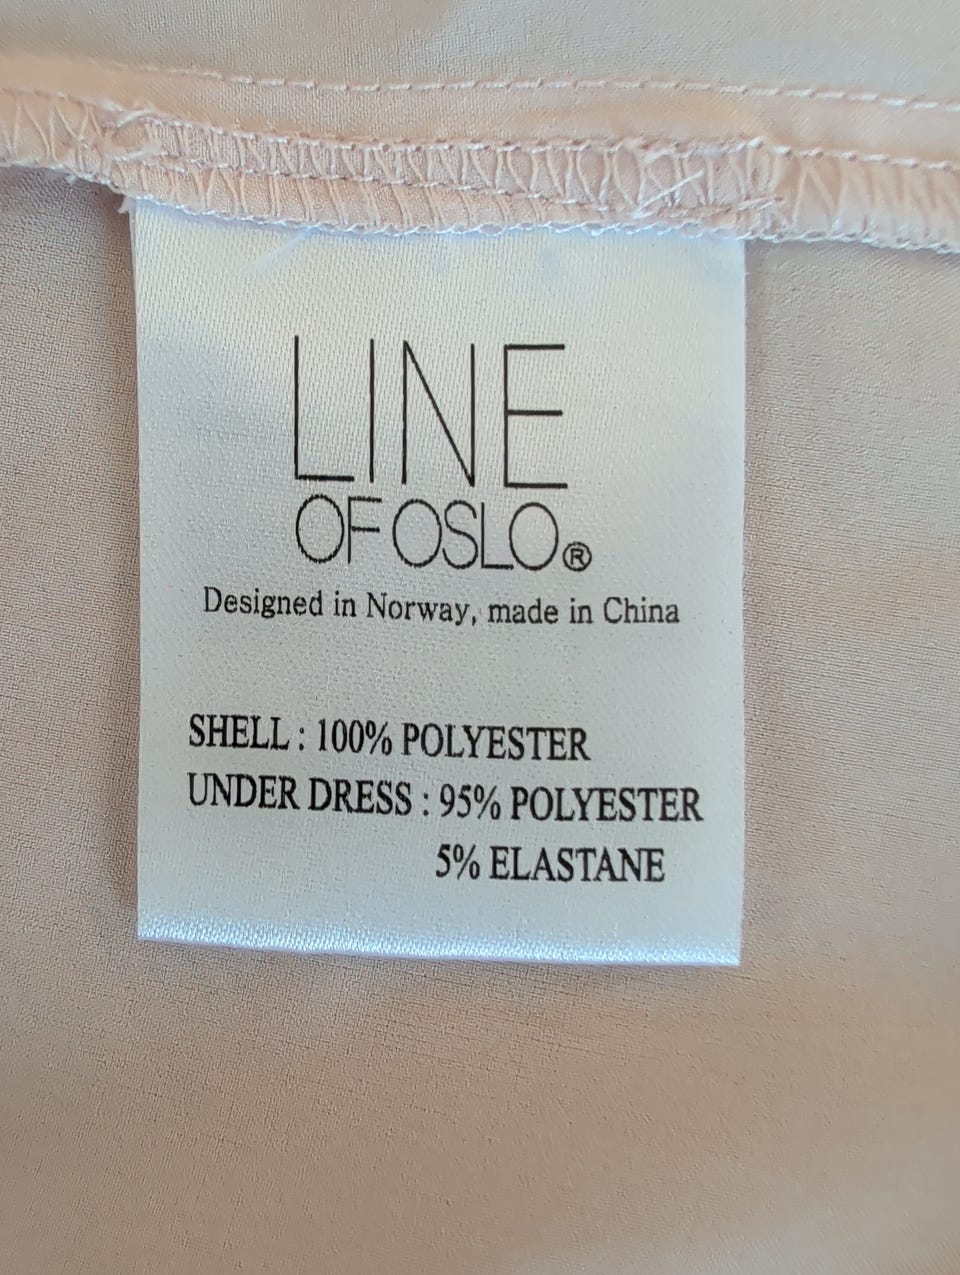 LINE
OF OSLO®
Designed in Norway, made in China
SHELL : 100% POLYESTER
UNDER DRESS : 95% POLYESTER
5% ELASTANE